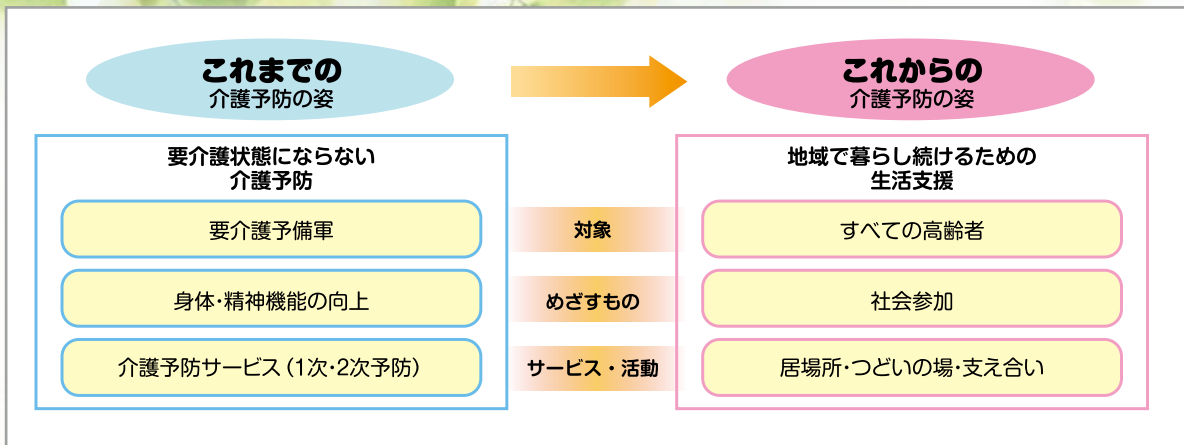 これまでの
介護予防の姿
これからの
介護予防の姿
要介護状態にならない
介護予防
地域で暮らし続けるための
生活支援
要介護予備軍
対象
すべての高齢者
身体・精神機能の向上
めざすもの
社会参加
介護予防サービス（1次・2次予防）
サービス・活動
居場所・つどいの場・支え合い